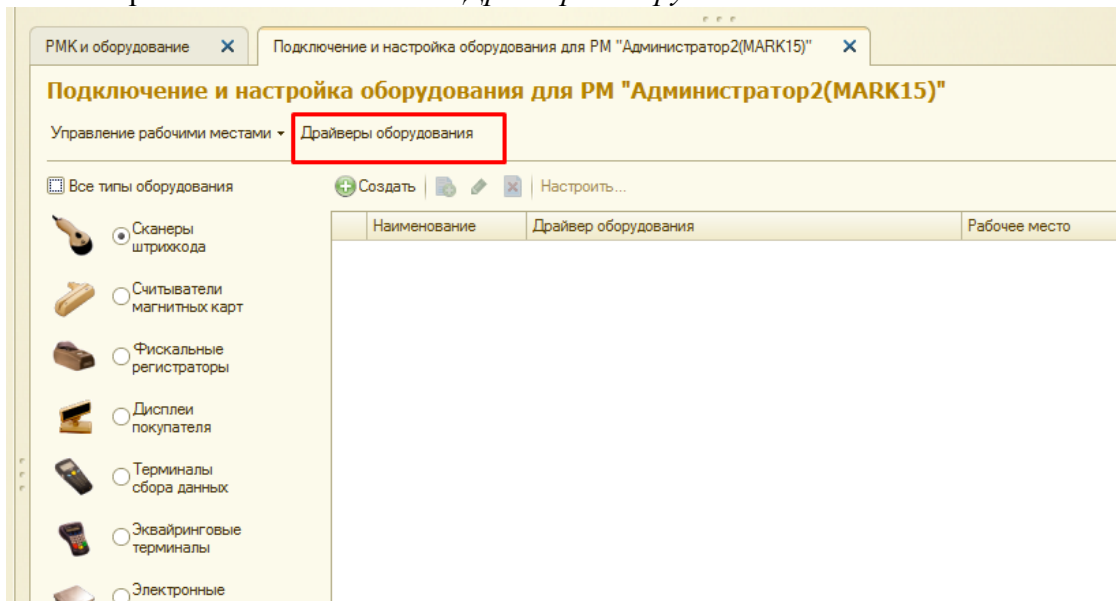 РМК и оборудование
Подключение и настройка оборудования для РМ "Администратор2(MARK15)"
Подключение и настройка оборудования для РМ "Администратор2(MARK15)"
Управление рабочими местами
Драйверы оборудования
Все типы оборудования
Создать
Настроить...
Наименование
Драйвер оборудования
Рабочее место
Сканеры
штрихкода
Считыватели
магнитных карт
Фискальные
регистраторы
Дисплеи
покупателя
Терминалы
сбора данных
Эквайринговые
терминалы
Электронные